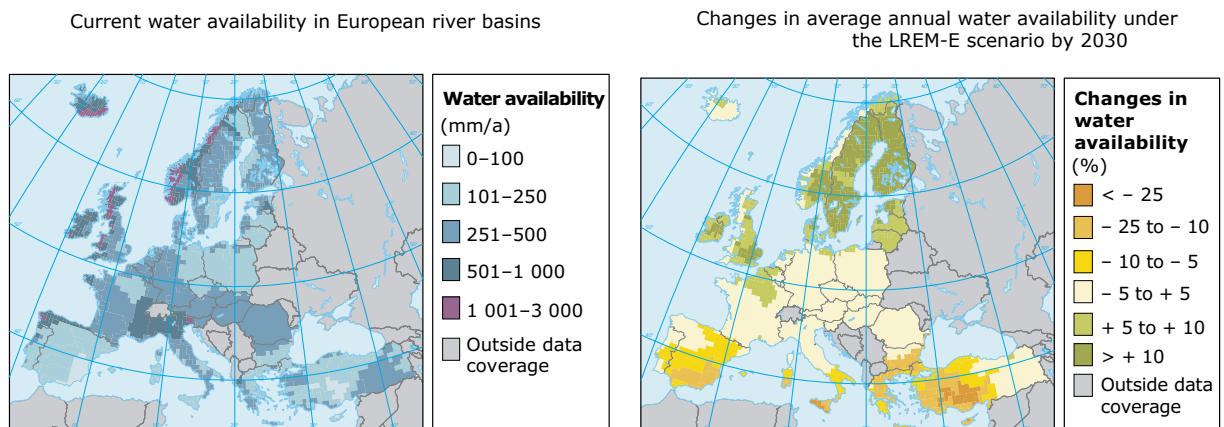 Current water availability in European river basins
Water availability
(mm/a)
0–100
101–250
251–500
501–1 000
1 001–3 000
Outside data
coverage
Changes in average annual water availability under
the LREM-E scenario by 2030
Changes in
water
availability
(%)
< – 25
– 25 to – 10
– 10 to – 5
– 5 to + 5
+ 5 to + 10
> + 10
Outside data
coverage